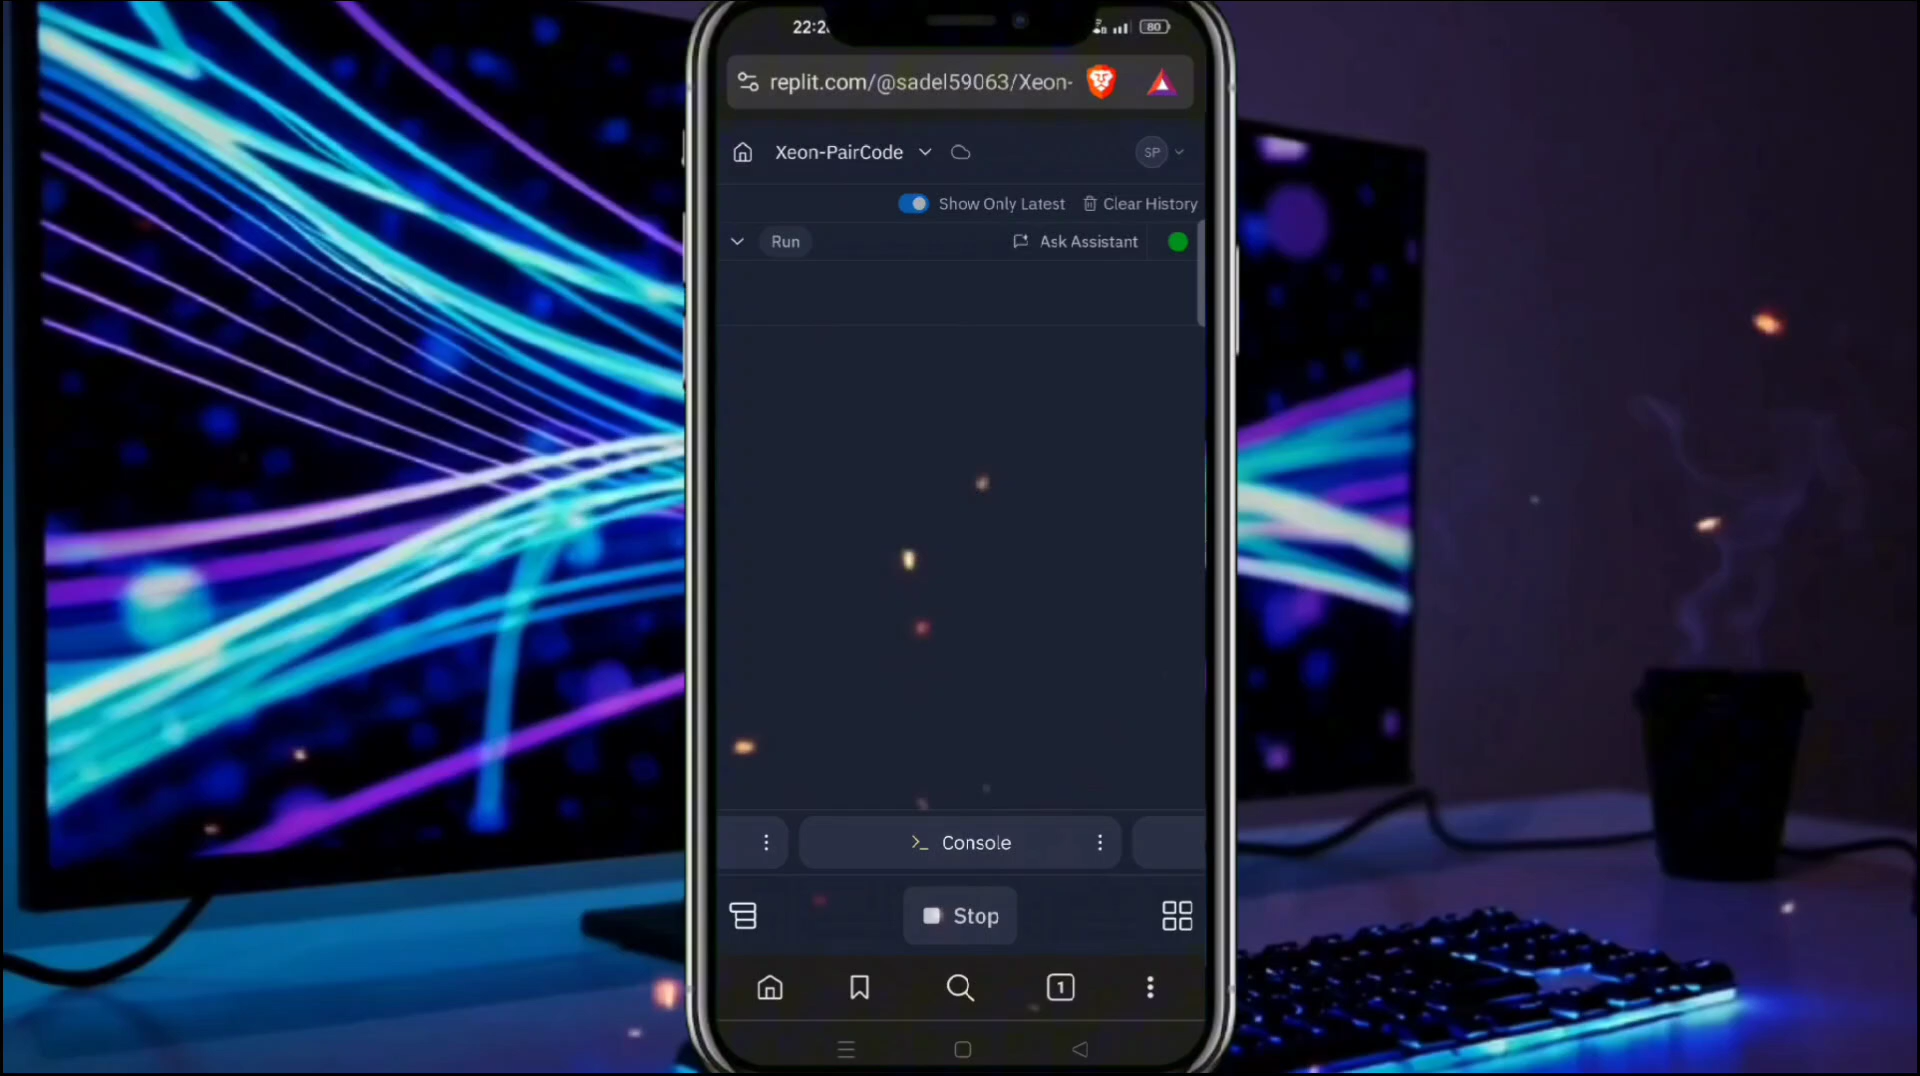 22:2
80
replit.com/@sadel59063/Xeon-
Xeon-PairCode
SP
Show Only Latest
Clear History
Run
Ask Assistant
>_ Console
Stop
1